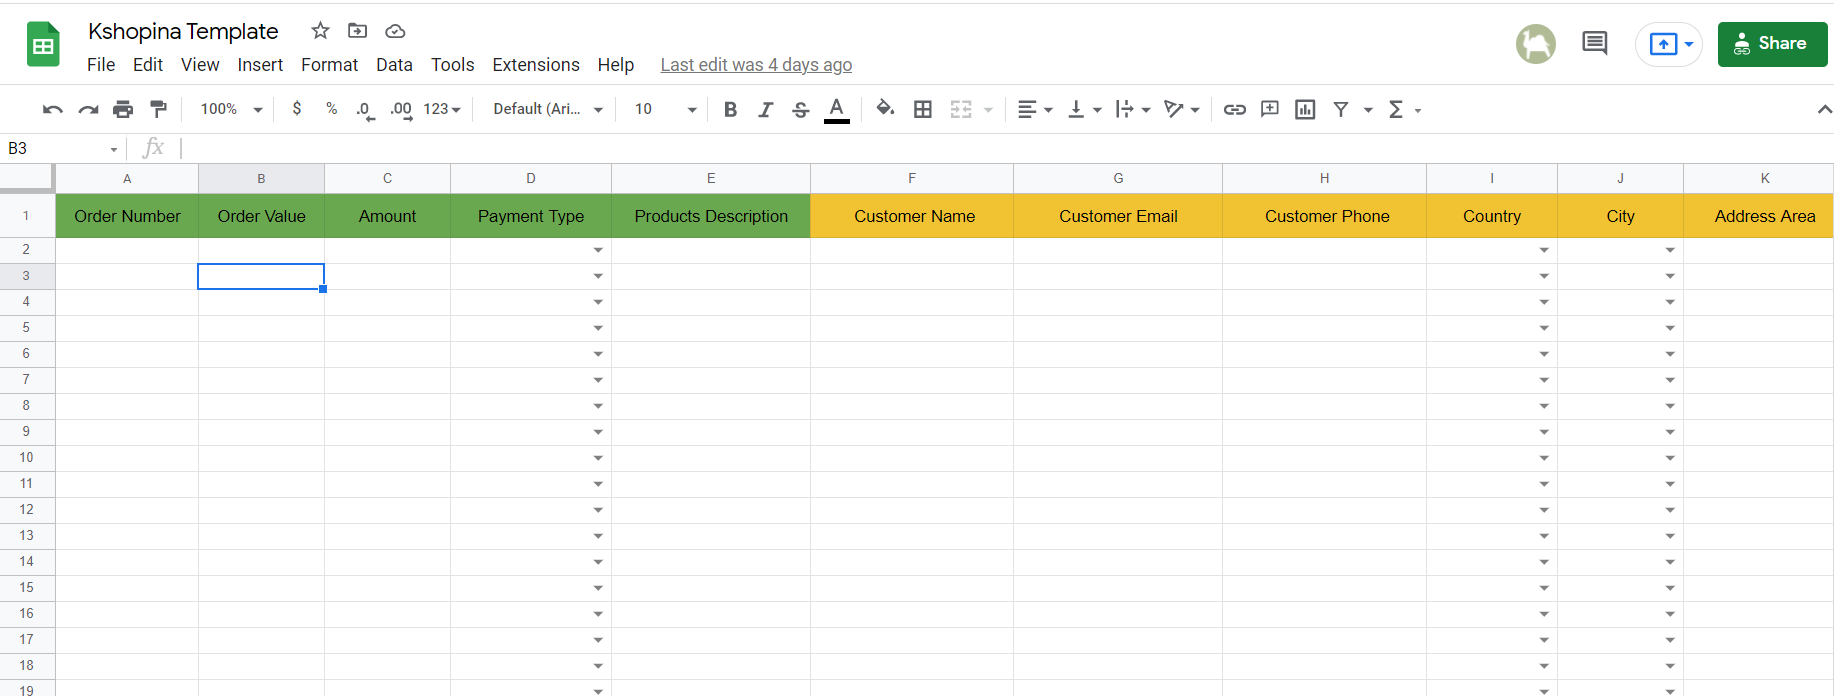 Kshopina Template
File Edit View Insert Format Data Tools Extensions Help Last edit was 4 days ago
Share
100% $ % .0 .00 123 Default (Ari... 10 B I S A Σ
B3 fx
A B C D E F G H I J K
1 Order Number Order Value Amount Payment Type Products Description Customer Name Customer Email Customer Phone Country City Address Area
2
3
4
5
6
7
8
9
10
11
12
13
14
15
16
17
18
19